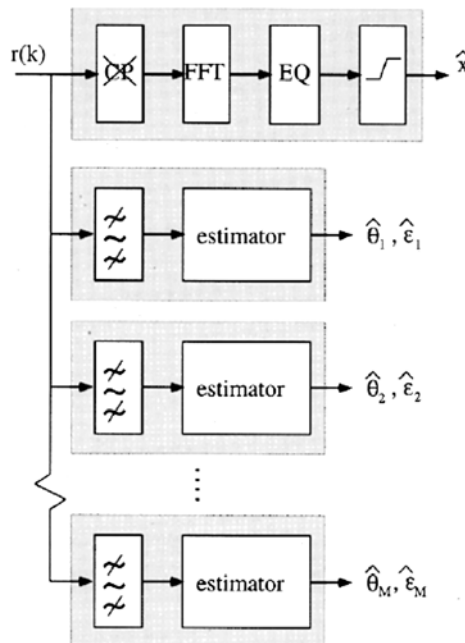 r(k)
CP FFT EQ x̂
estimator θ̂₁, ε̂₁
estimator θ̂₂, ε̂₂
estimator θ̂_M, ε̂_M